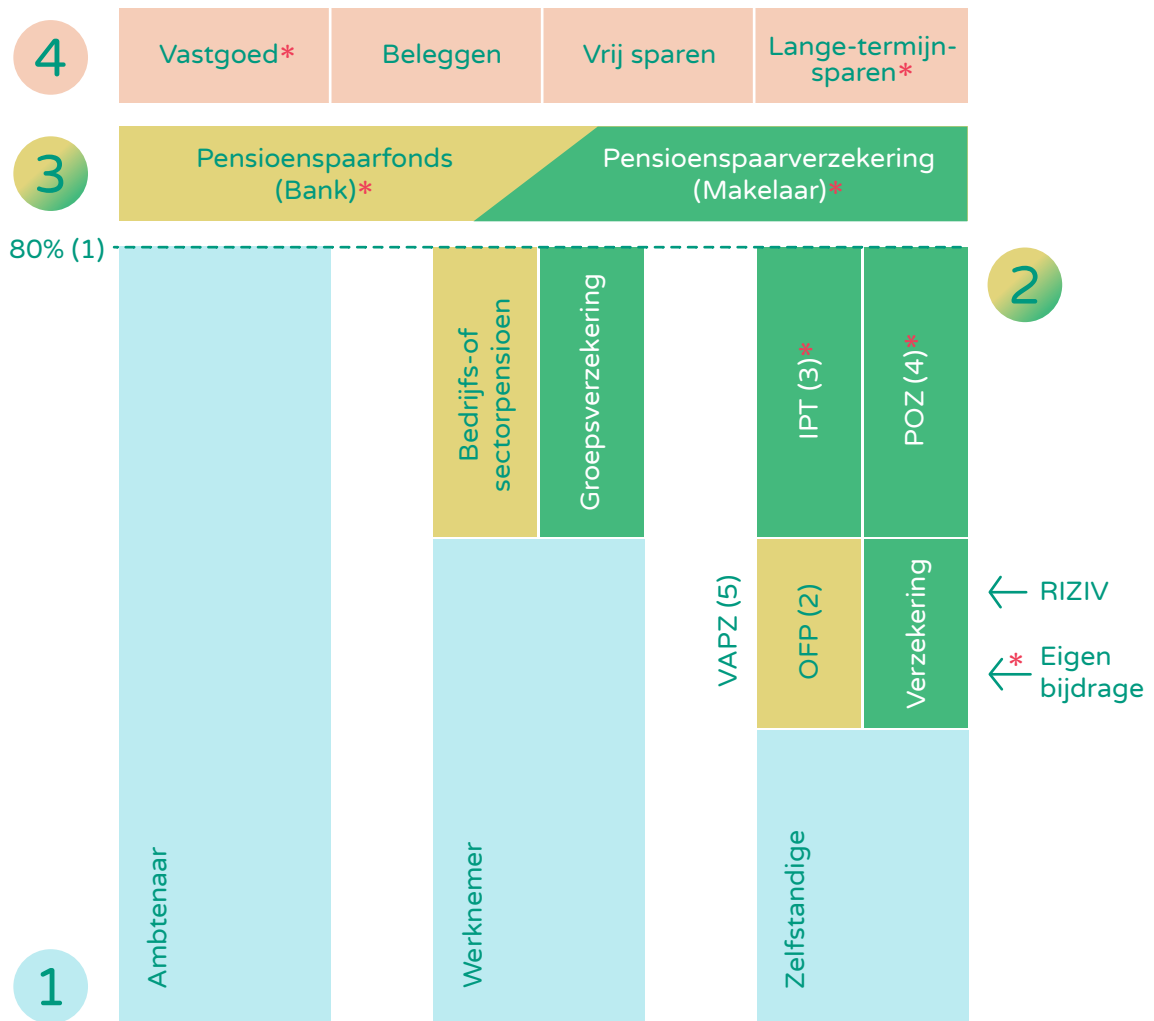 4
Vastgoed*
Beleggen
Vrij sparen
Lange-termijn-
sparen*
3
Pensioenspaarfonds
(Bank)*
Pensioenspaarverzekering
(Makelaar)*
80% (1)
2
Bedrijfs-of
sectorpensioen
Groepsverzekering
IPT (3)*
POZ (4)*
VAPZ (5)
OFP (2)
Verzekering
RIZIV
* Eigen
bijdrage
Ambtenaar
Werknemer
Zelfstandige
1